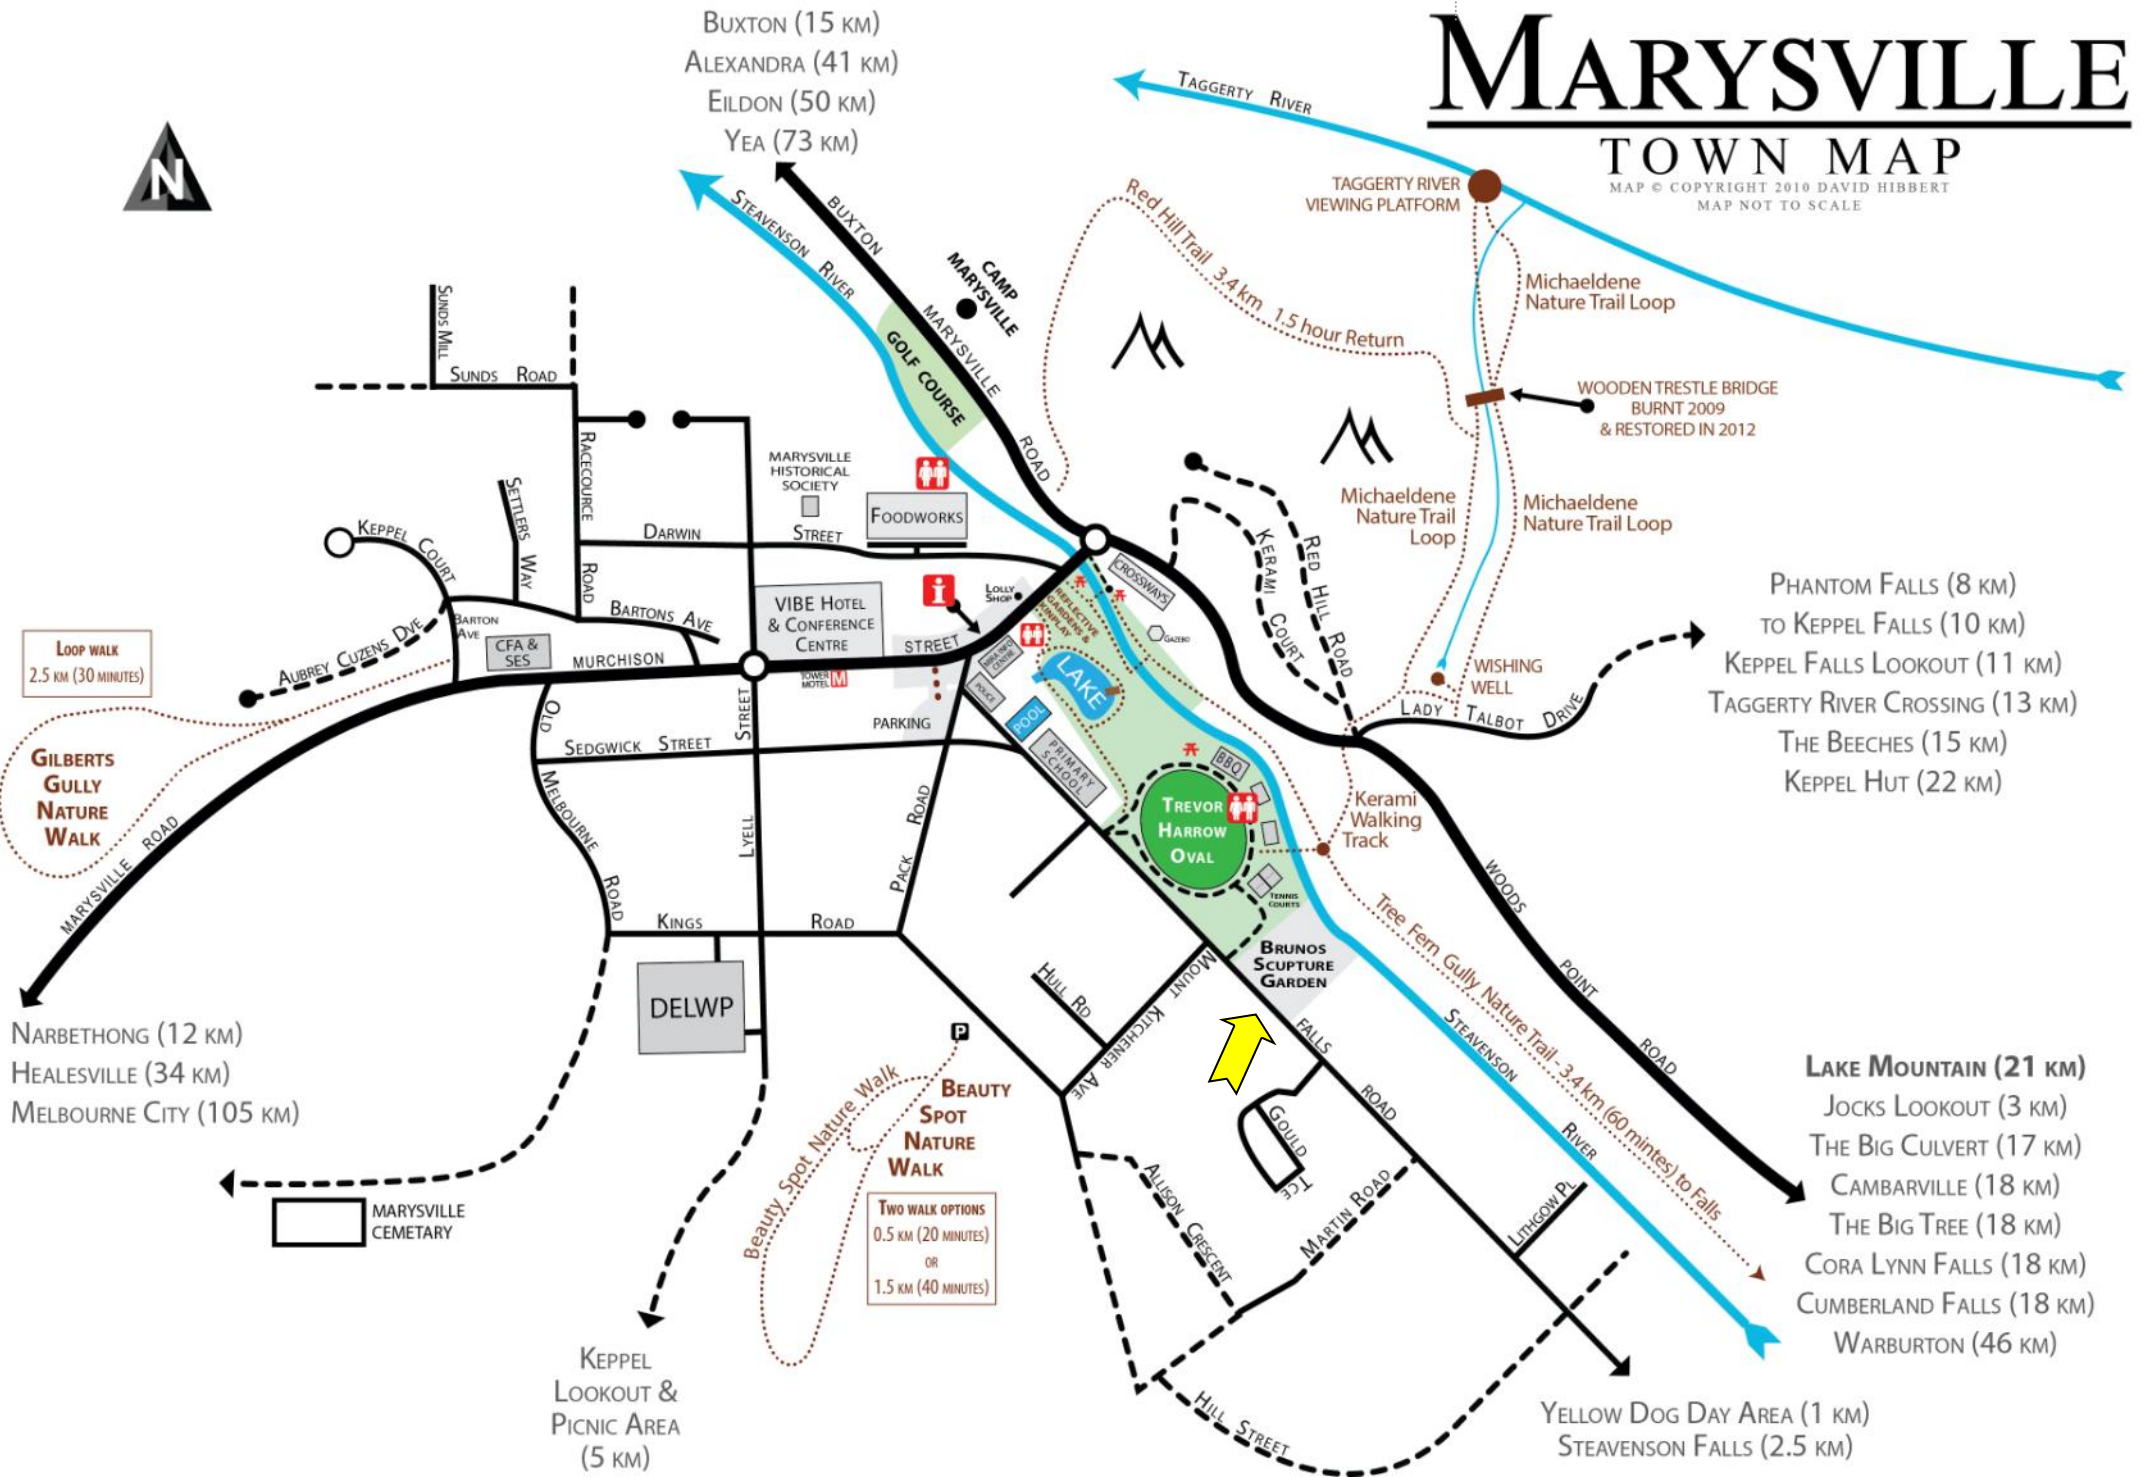 MARYSVILLE
TOWN MAP
MAP © COPYRIGHT 2010 DAVID HIBBERT
MAP NOT TO SCALE
BUXTON (15 KM)
ALEXANDRA (41 KM)
EILDON (50 KM)
YEA (73 KM)
N
TAGGERTY RIVER
STEAVENSON RIVER
BUXTON MARYSVILLE ROAD
CAMP
MARYSVILLE
GOLF COURSE
Red Hill Trail 3.4 km 1.5 hour Return
TAGGERTY RIVER
VIEWING PLATFORM
Michaeldene
Nature Trail Loop
WOODEN TRESTLE BRIDGE
BURNT 2009
& RESTORED IN 2012
Michaeldene
Nature Trail
Loop
Michaeldene
Nature Trail Loop
WISHING
WELL
SUNDS MILL
SUNDS ROAD
RACECOURSE ROAD
SETTLERS WAY
KEPPEL COURT
DARWIN STREET
MARYSVILLE
HISTORICAL
SOCIETY
FOODWORKS
BARTON
AVE
BARTONS AVE
AUBREY CUZENS DVE
CFA &
SES
MURCHISON STREET
VIBE HOTEL
& CONFERENCE
CENTRE
TOWER
MOTEL
M
i
LOLLY
SHOP
REFLECTIVE
GARDENS &
KINPLAY
CROSSWAYS
GAZEBO
KERAMI COURT
RED HILL ROAD
LADY TALBOT DRIVE
PHANTOM FALLS (8 KM)
TO KEPPEL FALLS (10 KM)
KEPPEL FALLS LOOKOUT (11 KM)
TAGGERTY RIVER CROSSING (13 KM)
THE BEECHES (15 KM)
KEPPEL HUT (22 KM)
LOOP WALK
2.5 KM (30 MINUTES)
GILBERTS
GULLY
NATURE
WALK
MARYSVILLE ROAD
OLD MELBOURNE ROAD
SEDGWICK STREET
LYELL STREET
PARKING
PACK ROAD
INFO
CENTRE
POLICE
POOL
LAKE
PRIMARY
SCHOOL
BBQ
TREVOR
HARROW
OVAL
TENNIS
COURTS
Kerami
Walking
Track
WOODS POINT ROAD
KINGS ROAD
DELWP
BRUNOS
SCUPTURE
GARDEN
Tree Fern Gully Nature Trail - 3.4 km (60 mintes) to Falls
STEAVENSON RIVER
MOUNT KITCHENER AVE
HULL RD
FALLS ROAD
NARBETHONG (12 KM)
HEALESVILLE (34 KM)
MELBOURNE CITY (105 KM)
P
BEAUTY
SPOT
NATURE
WALK
Beauty Spot Nature Walk
TWO WALK OPTIONS
0.5 KM (20 MINUTES)
OR
1.5 KM (40 MINUTES)
GOULD TCE
MARTIN ROAD
ALLISON CRESCENT
LITHGOW PL
HILL STREET
MARYSVILLE
CEMETARY
KEPPEL
LOOKOUT &
PICNIC AREA
(5 KM)
LAKE MOUNTAIN (21 KM)
JOCKS LOOKOUT (3 KM)
THE BIG CULVERT (17 KM)
CAMBARVILLE (18 KM)
THE BIG TREE (18 KM)
CORA LYNN FALLS (18 KM)
CUMBERLAND FALLS (18 KM)
WARBURTON (46 KM)
YELLOW DOG DAY AREA (1 KM)
STEAVENSON FALLS (2.5 KM)